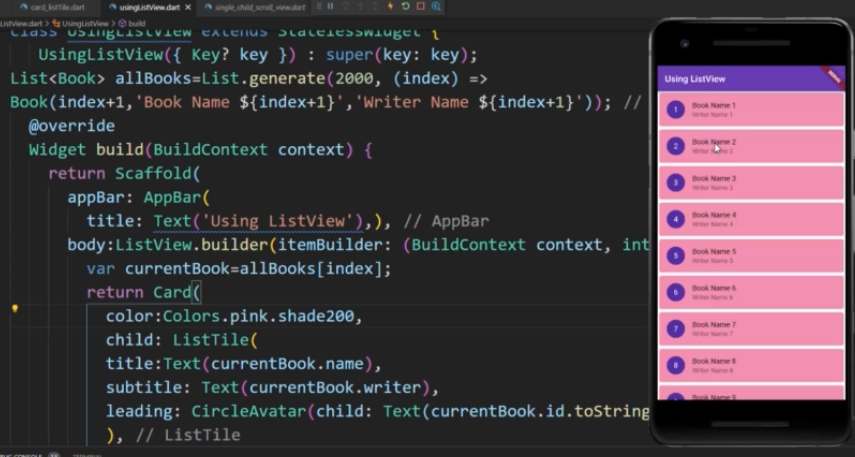 card_listTile.dart
usingListView.dart
single_child_scroll_view.dart
ListView.dart > UsingListView > build
class UsingListView extends StatelessWidget {
UsingListView({ Key? key }) : super(key: key);
List<Book> allBooks=List.generate(2000, (index) =>
Book(index+1,'Book Name ${index+1}','Writer Name ${index+1}')); //
@override
Widget build(BuildContext context) {
return Scaffold(
appBar: AppBar(
title: Text('Using ListView'),), // AppBar
body:ListView.builder(itemBuilder: (BuildContext context, int
var currentBook=allBooks[index];
return Card(
color:Colors.pink.shade200,
child: ListTile(
title:Text(currentBook.name),
subtitle: Text(currentBook.writer),
leading: CircleAvatar(child: Text(currentBook.id.toString
), // ListTile
Using ListView
1
Book Name 1
Writer Name 1
2
Book Name 2
Writer Name 2
3
Book Name 3
Writer Name 3
4
Book Name 4
Writer Name 4
5
Book Name 5
Writer Name 5
6
Book Name 6
Writer Name 6
7
Book Name 7
Writer Name 7
8
Book Name 8
Writer Name 8
Book Name 9